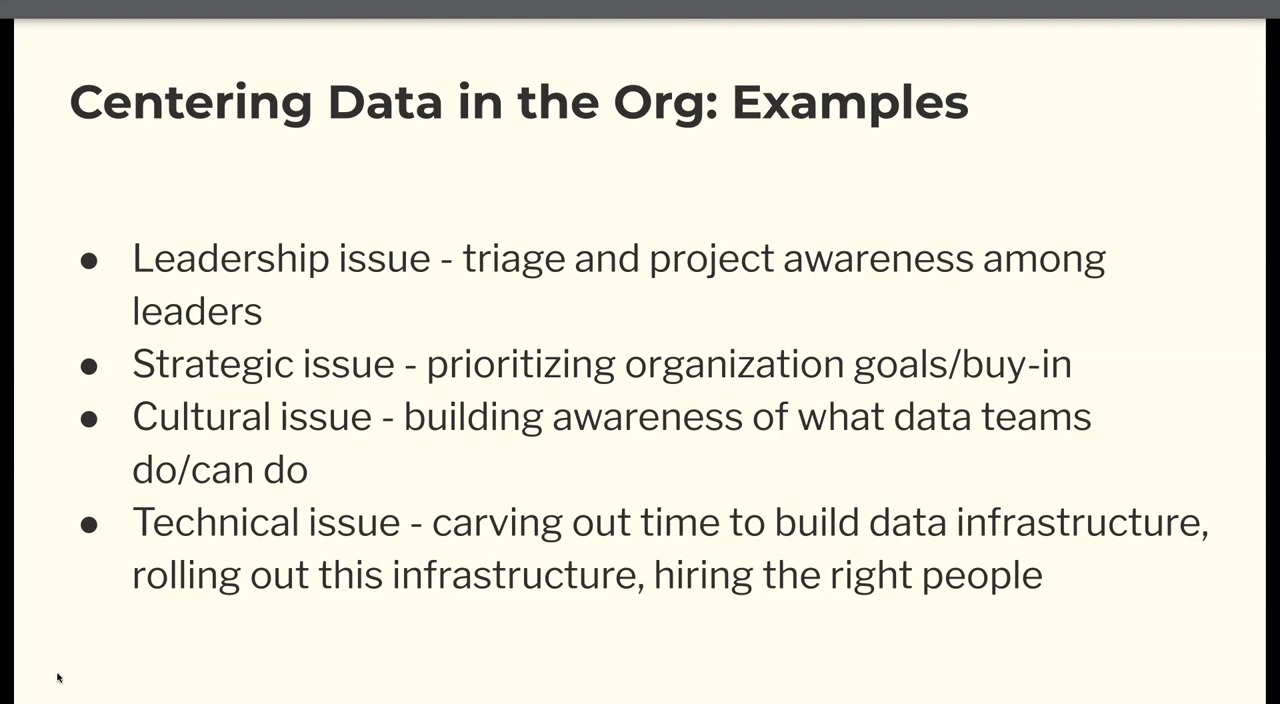 Centering Data in the Org: Examples
● Leadership issue - triage and project awareness among
leaders
● Strategic issue - prioritizing organization goals/buy-in
● Cultural issue - building awareness of what data teams
do/can do
● Technical issue - carving out time to build data infrastructure,
rolling out this infrastructure, hiring the right people